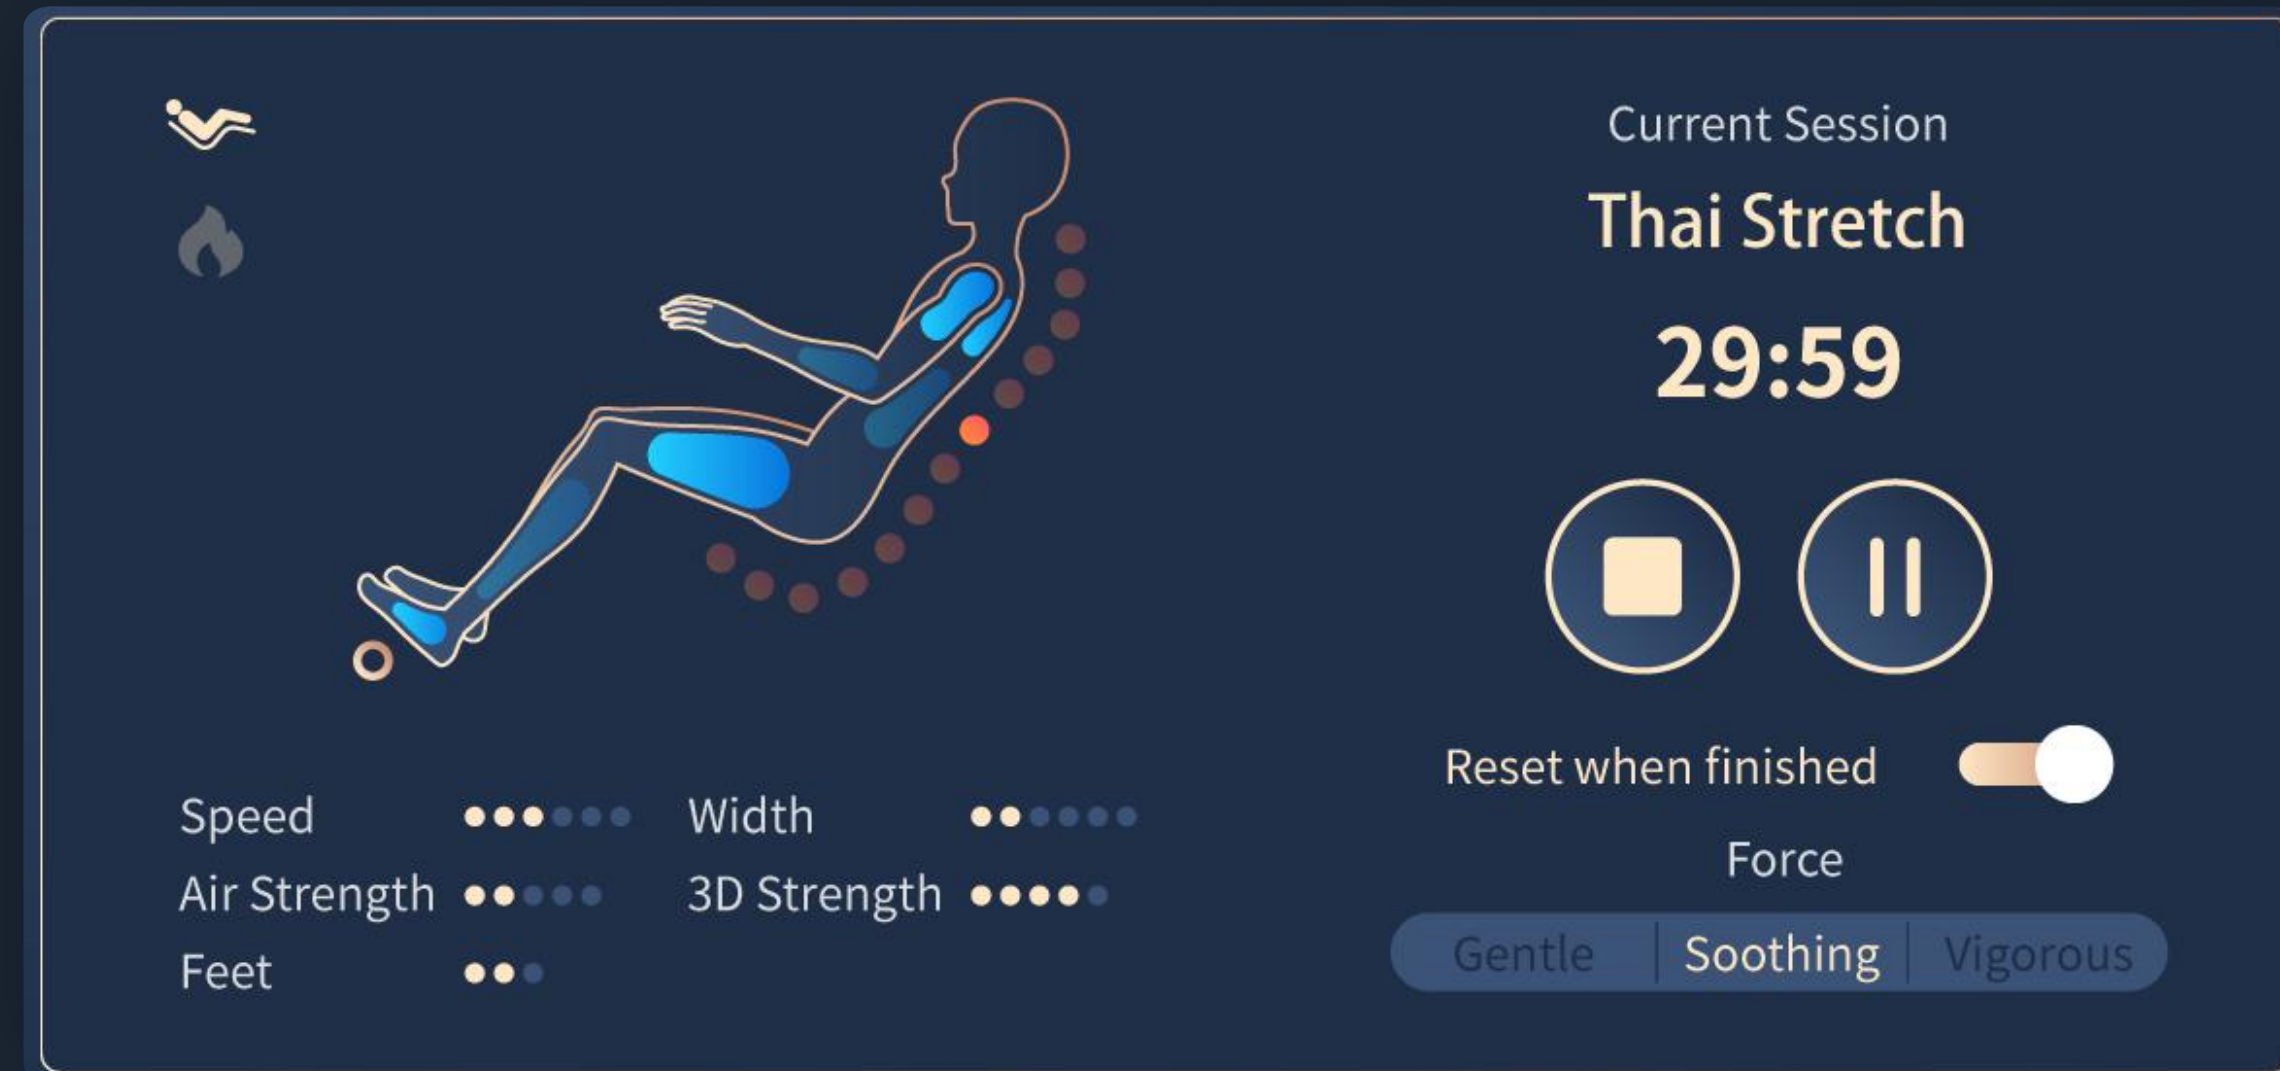 Current Session
Thai Stretch
29:59
Reset when finished
Force
Gentle Soothing Vigorous
Speed Width
Air Strength 3D Strength
Feet